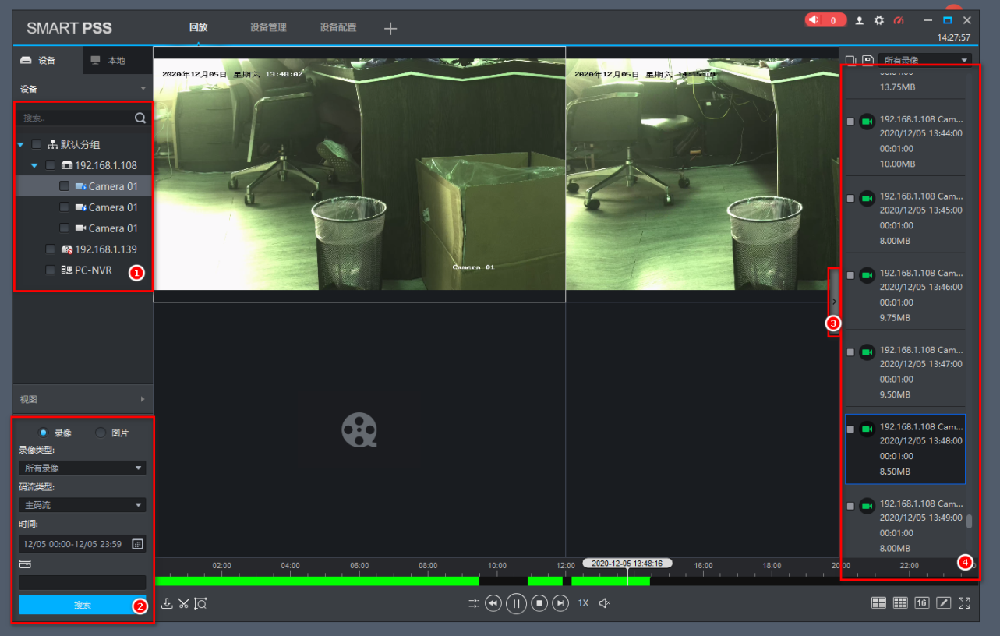 SMART PSS
回放
设备管理
设备配置
0
14:27:57
设备
本地
设备
搜索..
默认分组
192.168.1.108
Camera 01
Camera 01
Camera 01
192.168.1.139
PC-NVR
1
视图
录像
图片
录像类型:
所有录像
码流类型:
主码流
时间:
12/05 00:00-12/05 23:59
搜索
2
2020年12月05日 星期六 13:48:02
Camera 01
2020年12月05日 星期六
3
所有录像
13.75MB
192.168.1.108 Cam...
2020/12/05 13:44:00
00:01:00
10.00MB
192.168.1.108 Cam...
2020/12/05 13:45:00
00:01:00
8.00MB
192.168.1.108 Cam...
2020/12/05 13:46:00
00:01:00
9.75MB
192.168.1.108 Cam...
2020/12/05 13:47:00
00:01:00
9.50MB
192.168.1.108 Cam...
2020/12/05 13:48:00
00:01:00
8.50MB
192.168.1.108 Cam...
2020/12/05 13:49:00
00:01:00
8.00MB
4
02:00
04:00
06:00
08:00
10:00
12:00
2020-12-05 13:48:16
16:00
18:00
20:00
22:00
1X
16